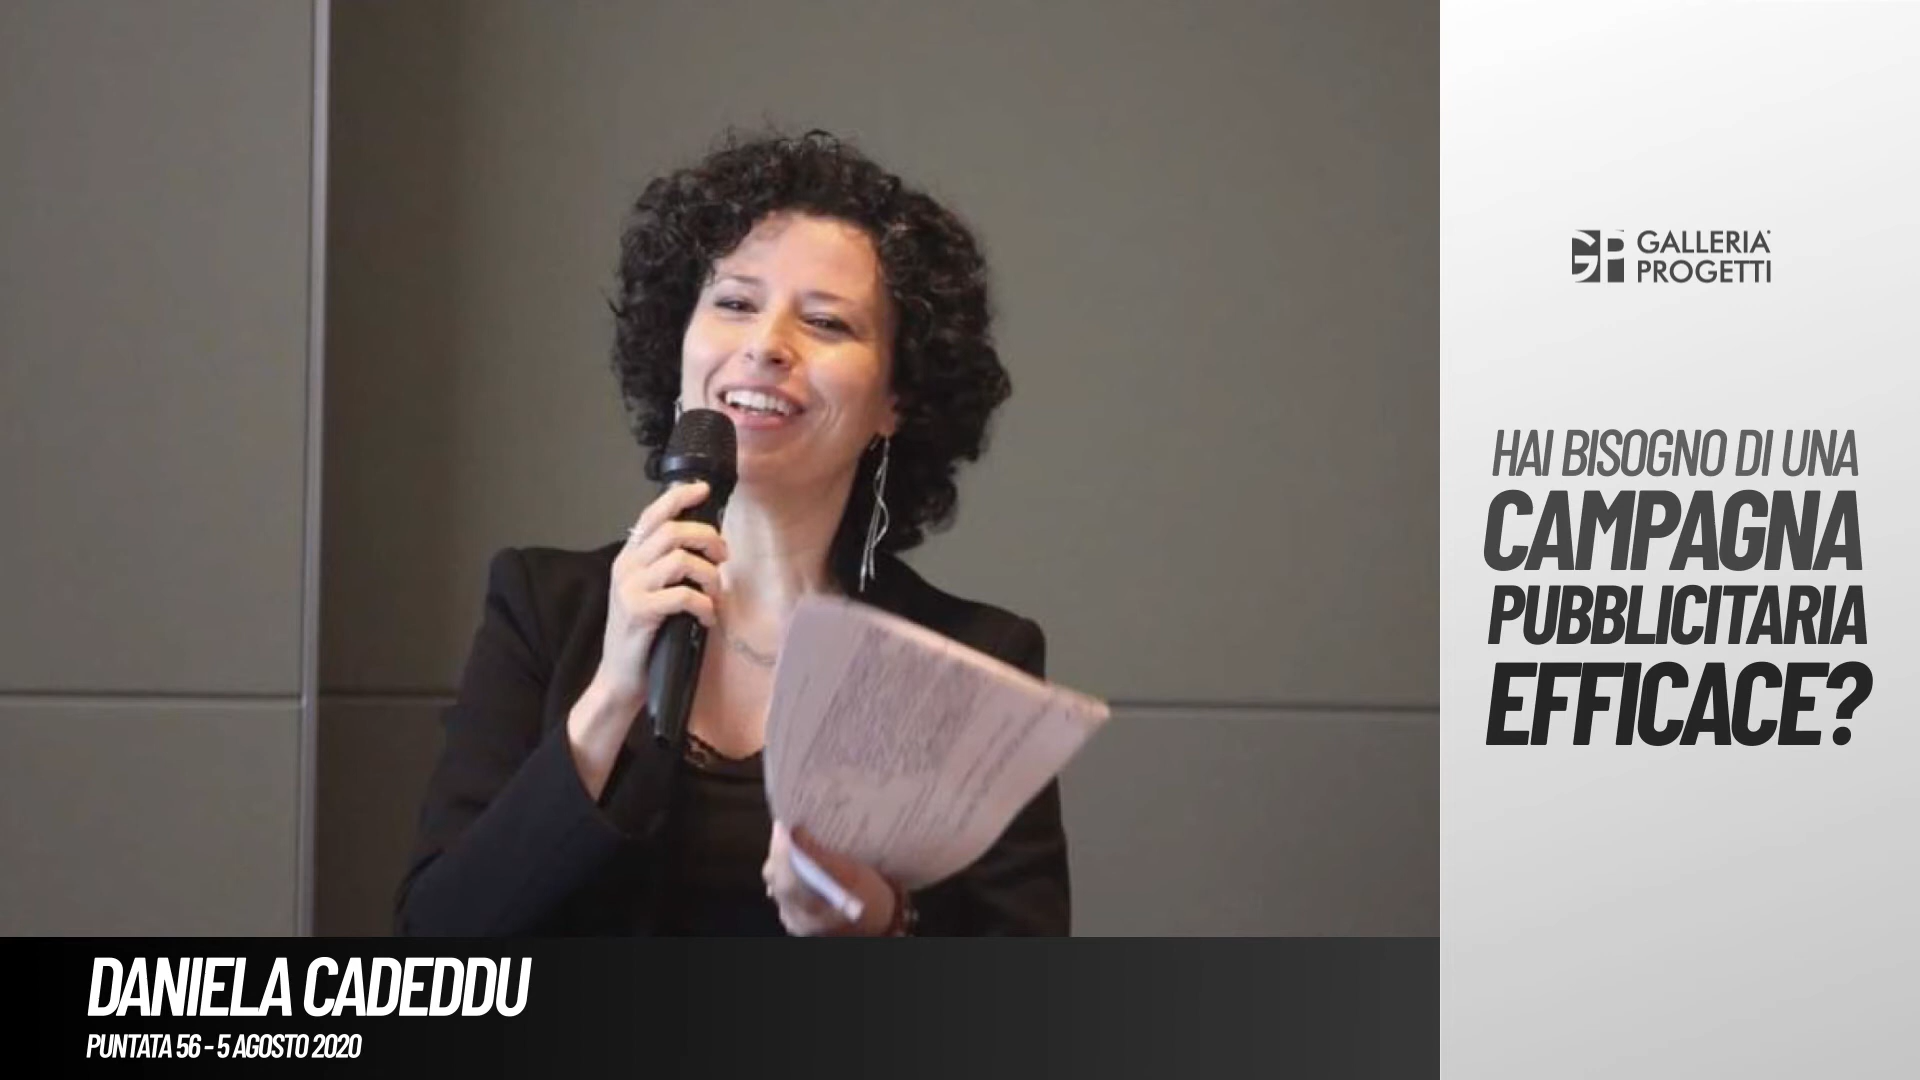 GALLERIA
PROGETTI
HAI BISOGNO DI UNA
CAMPAGNA
PUBBLICITARIA
EFFICACE?
DANIELA CADEDDU
PUNTATA 56 - 5 AGOSTO 2020